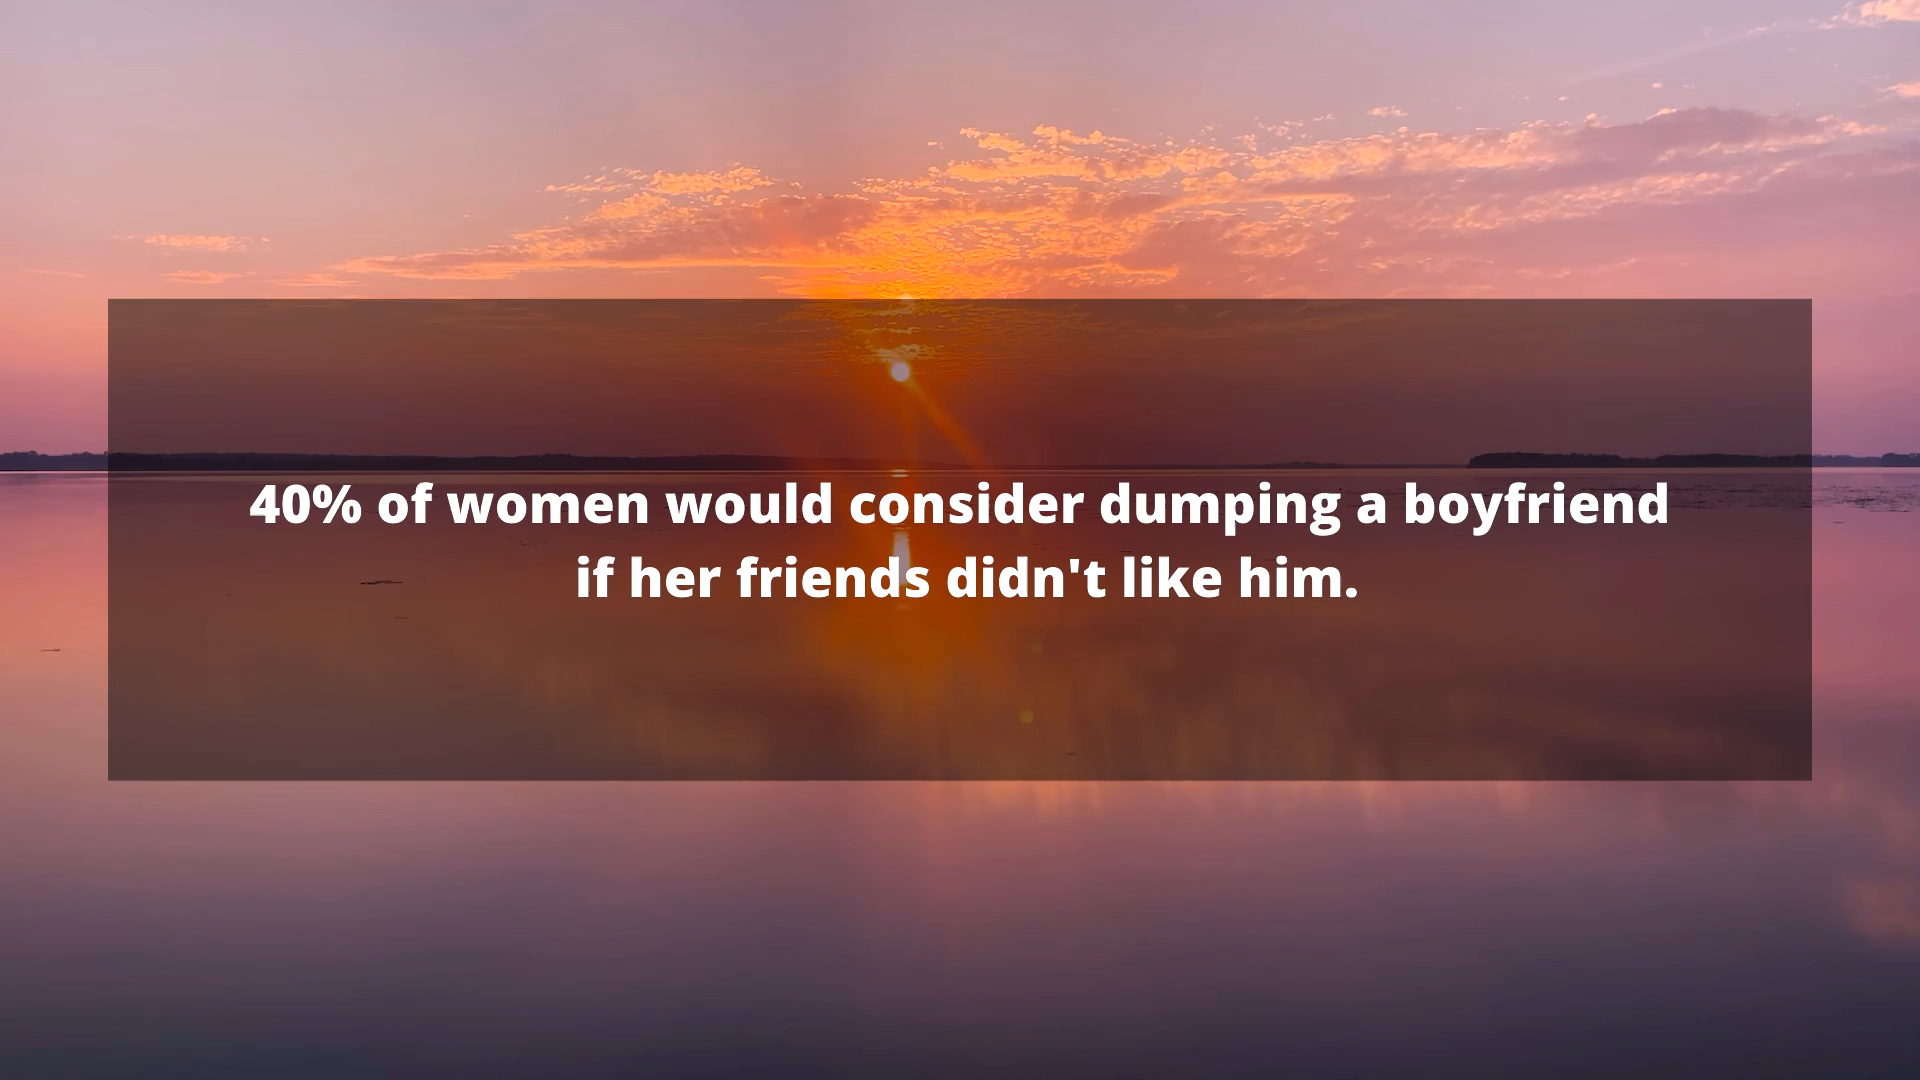 40% of women would consider dumping a boyfriend
if her friends didn't like him.